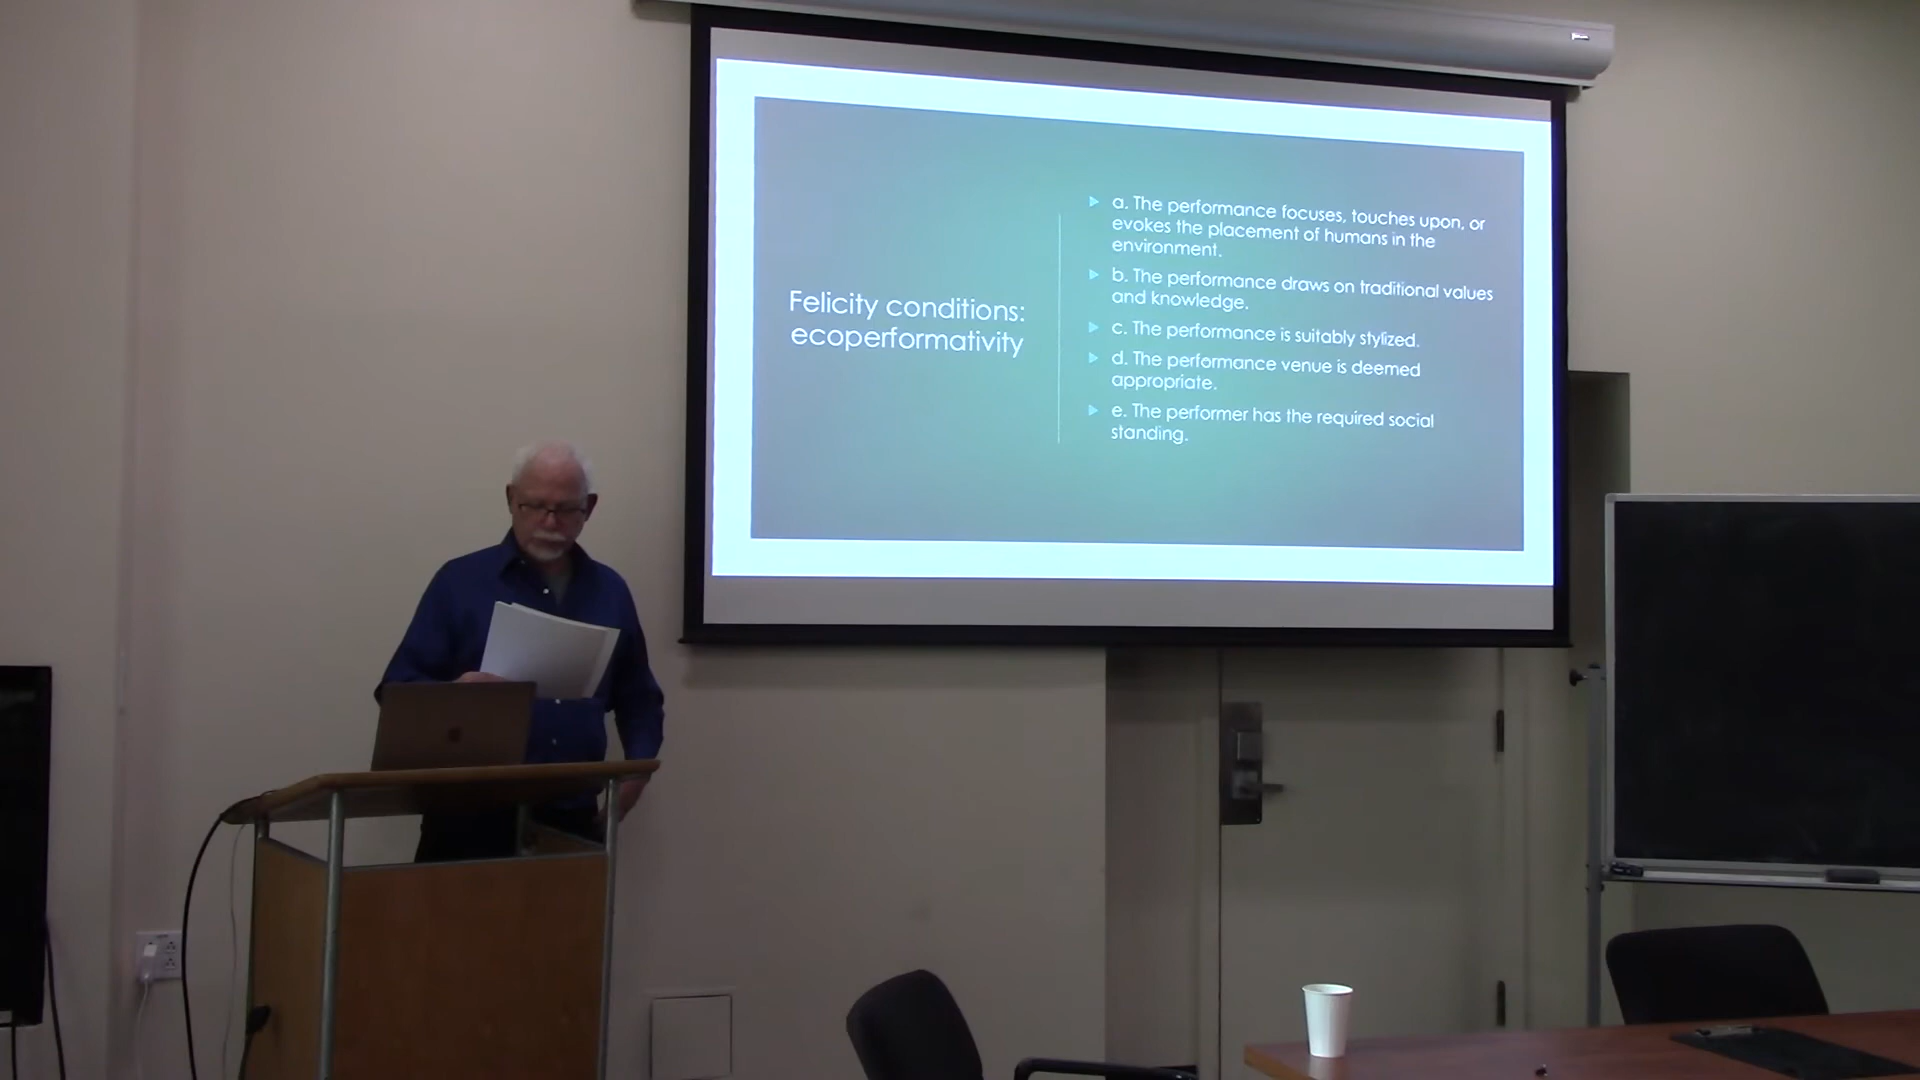 Felicity conditions:
ecoperformativity
a. The performance focuses, touches upon, or
evokes the placement of humans in the
environment.
b. The performance draws on traditional values
and knowledge.
c. The performance is suitably stylized.
d. The performance venue is deemed
appropriate.
e. The performer has the required social
standing.